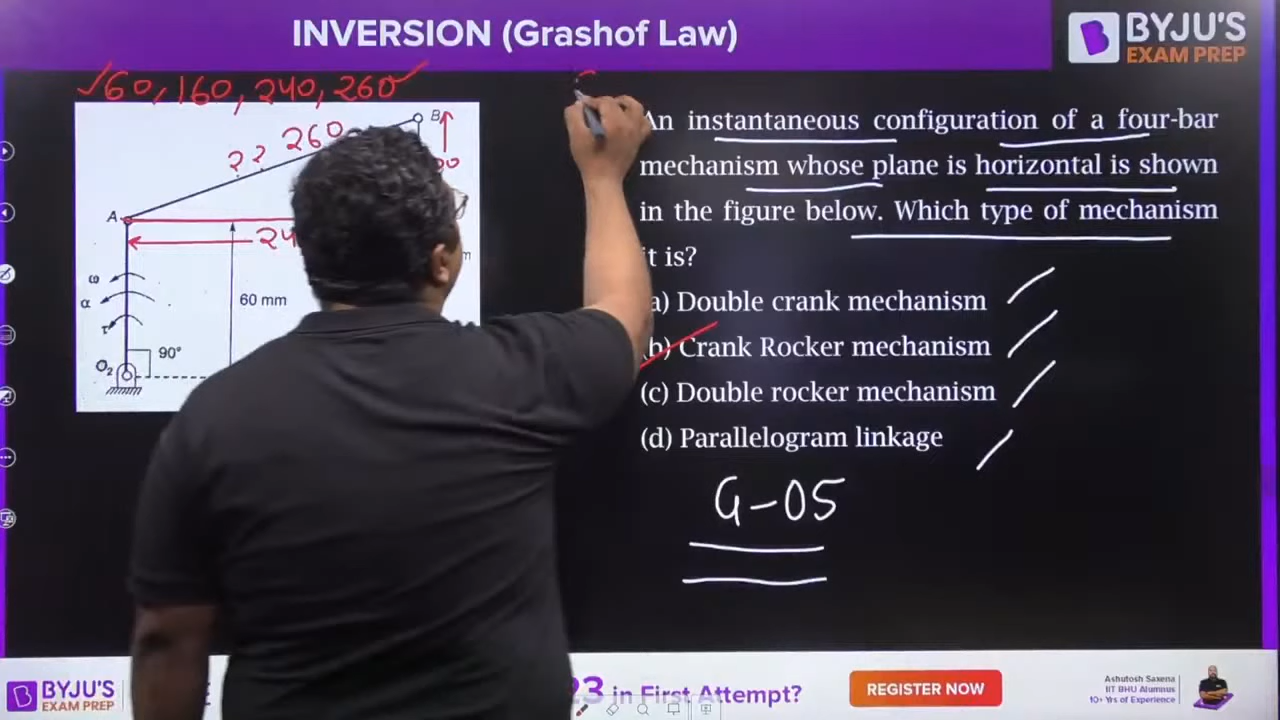 INVERSION (Grashof Law)
BYJU'S
EXAM PREP
✓60, 160, 240, 260✓
B
260
??
A
24
ω
α
60 mm
90°
O₂
An instantaneous configuration of a four-bar
mechanism whose plane is horizontal is shown
in the figure below. Which type of mechanism
it is?
(a) Double crank mechanism
(b) Crank Rocker mechanism
(c) Double rocker mechanism
(d) Parallelogram linkage
G-05
BYJU'S
EXAM PREP
23 in First Attempt?
REGISTER NOW
Ashutosh Saxena
IIT BHU Alumnus
10+ Yrs of Experience